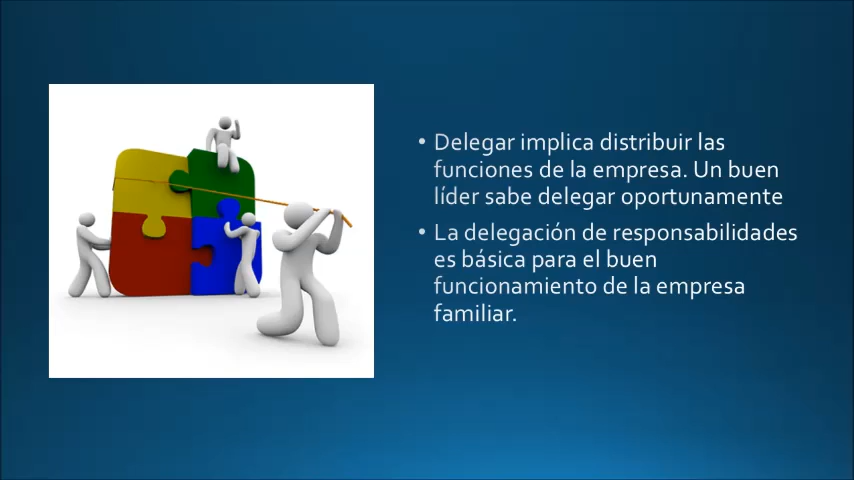 • Delegar implica distribuir las
funciones de la empresa. Un buen
líder sabe delegar oportunamente
• La delegación de responsabilidades
es básica para el buen
funcionamiento de la empresa
familiar.